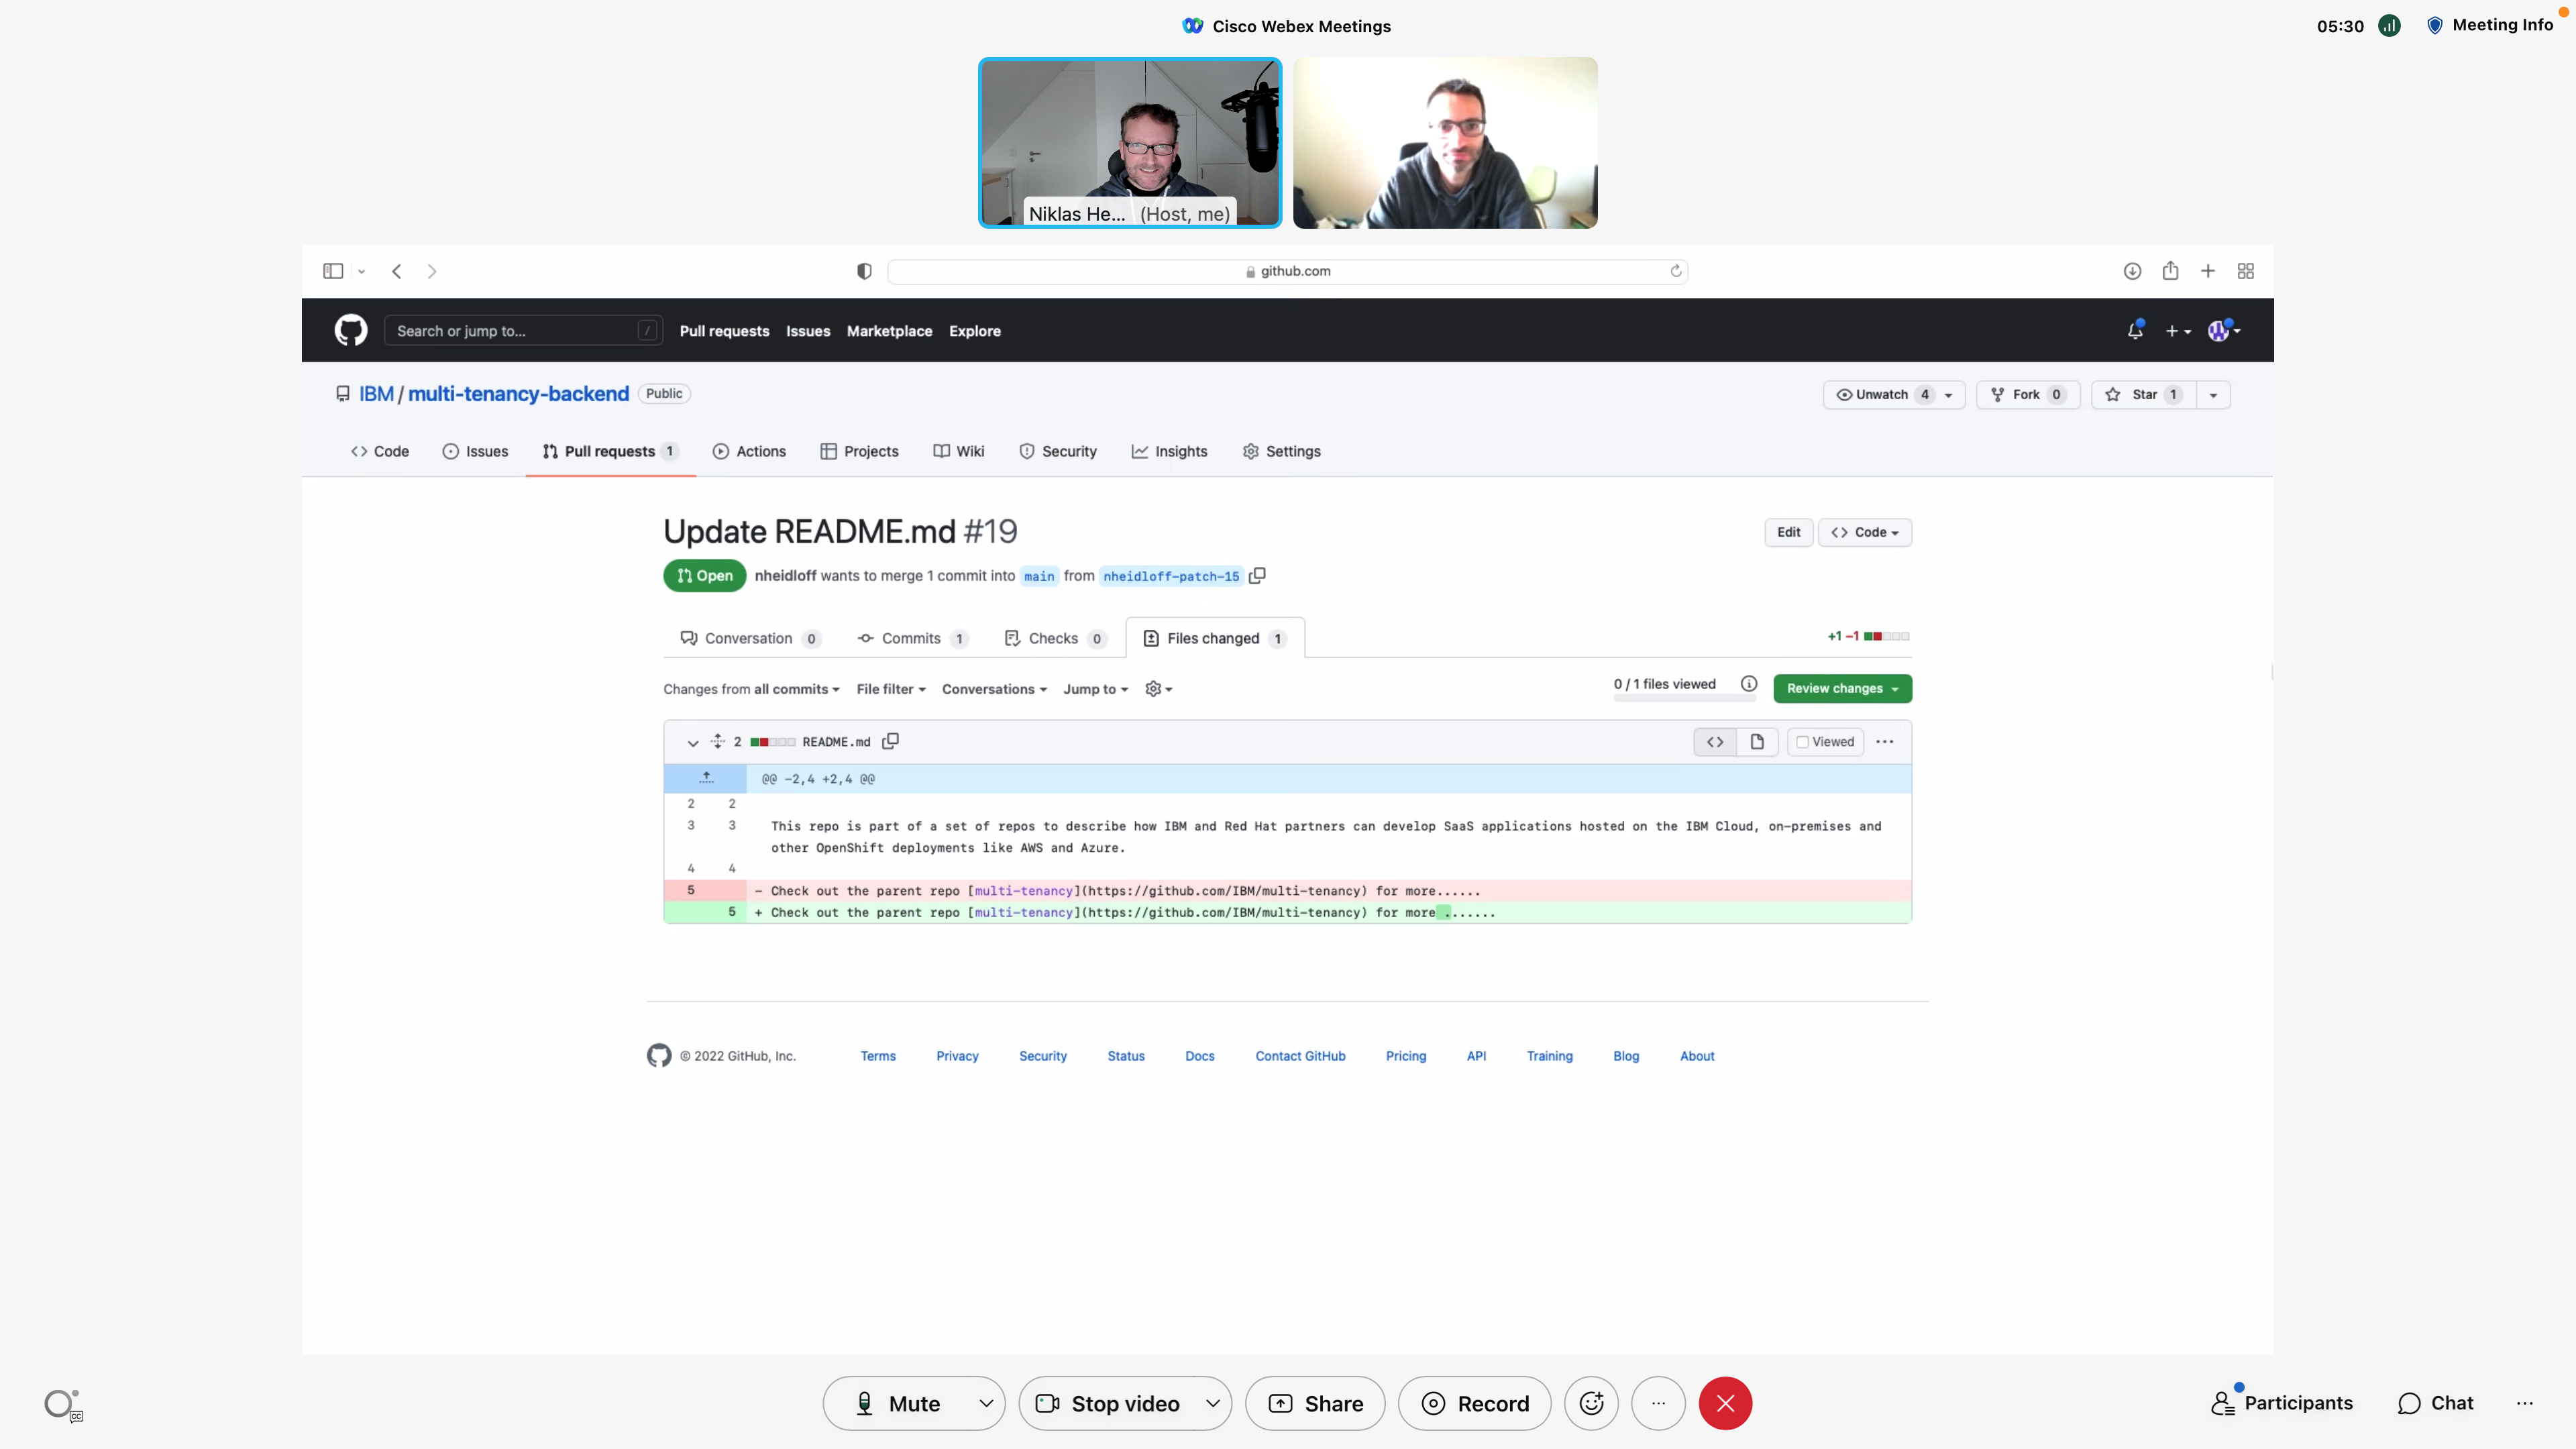 Cisco Webex Meetings
05:30 Meeting Info
Niklas He... (Host, me)
github.com
Search or jump to... / Pull requests Issues Marketplace Explore
IBM / multi-tenancy-backend Public
Unwatch 4 Fork 0 Star 1
Code Issues Pull requests 1 Actions Projects Wiki Security Insights Settings
Update README.md #19
Edit Code
Open nheidloff wants to merge 1 commit into main from nheidloff-patch-15
Conversation 0 Commits 1 Checks 0 Files changed 1 +1 −1
Changes from all commits File filter Conversations Jump to 0 / 1 files viewed Review changes
2 README.md Viewed ...
@@ -2,4 +2,4 @@
2 2
3 3 This repo is part of a set of repos to describe how IBM and Red Hat partners can develop SaaS applications hosted on the IBM Cloud, on-premises and
other OpenShift deployments like AWS and Azure.
4 4
5 - Check out the parent repo [multi-tenancy](https://github.com/IBM/multi-tenancy) for more......
5 + Check out the parent repo [multi-tenancy](https://github.com/IBM/multi-tenancy) for more .......
© 2022 GitHub, Inc. Terms Privacy Security Status Docs Contact GitHub Pricing API Training Blog About
CC Mute Stop video Share Record ... Participants Chat ...